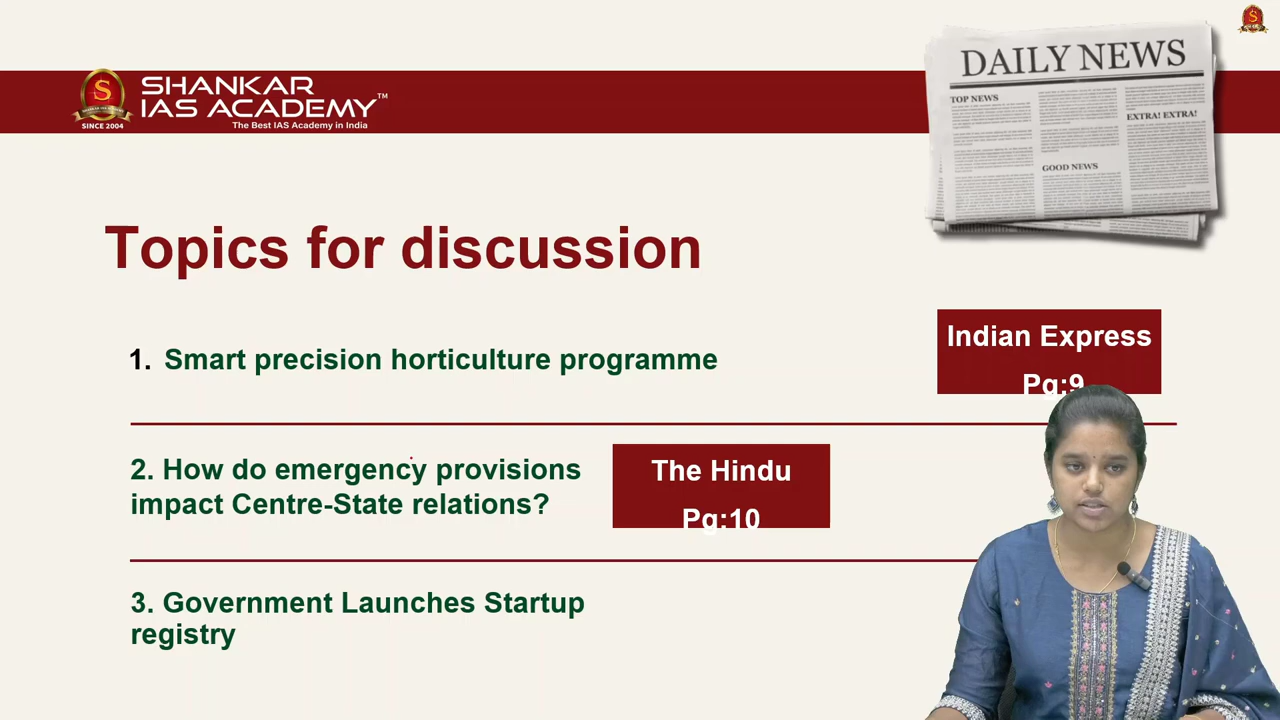 SHANKAR
IAS ACADEMY™
The Best IAS Academy in India
SINCE 2004
DAILY NEWS
TOP NEWS
EXTRA! EXTRA!
GOOD NEWS
Topics for discussion
1. Smart precision horticulture programme
Indian Express
Pg:9
2. How do emergency provisions
impact Centre-State relations?
The Hindu
Pg:10
3. Government Launches Startup
registry